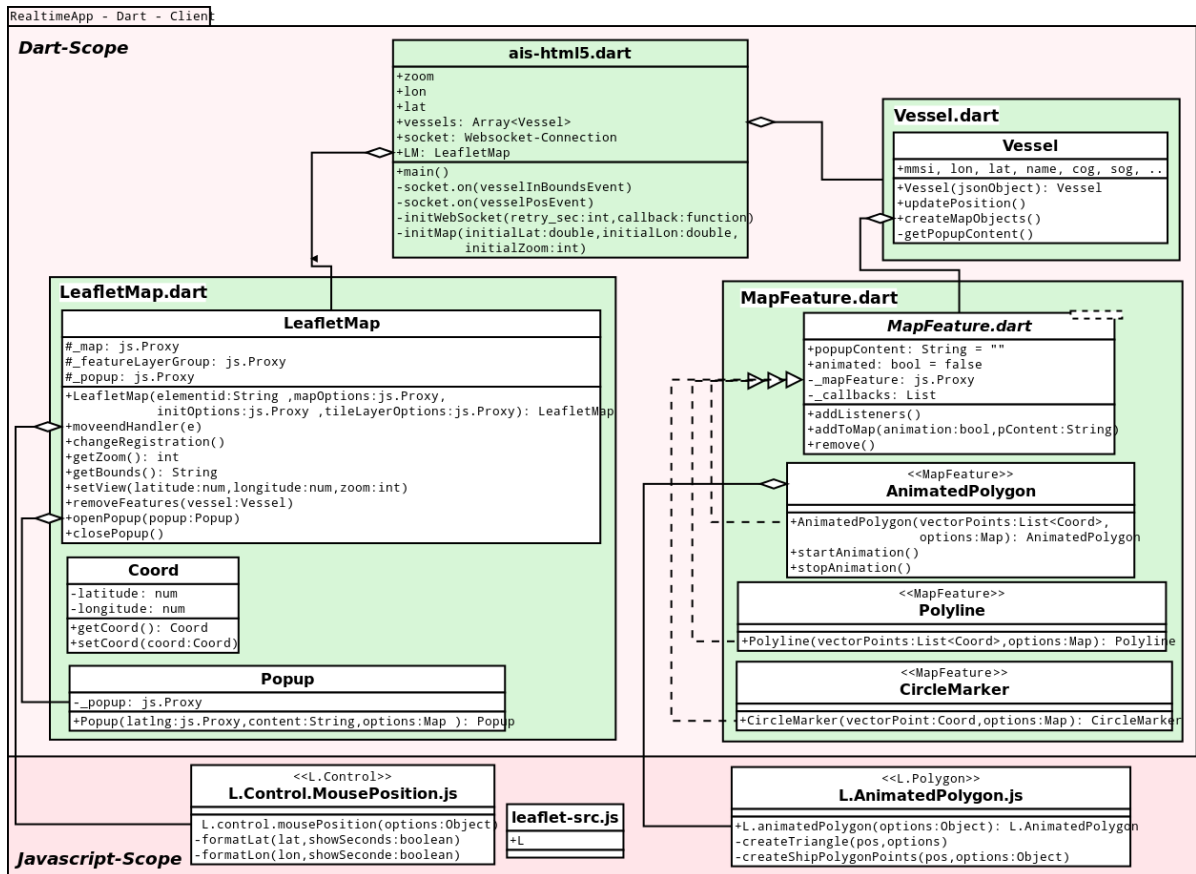 RealtimeApp - Dart - Client
Dart-Scope
ais-html5.dart
+zoom
+lon
+lat
+vessels: Array<Vessel>
+socket: Websocket-Connection
+LM: LeafletMap
+main()
-socket.on(vesselInBoundsEvent)
-socket.on(vesselPosEvent)
-initWebSocket(retry_sec:int,callback:function)
-initMap(initialLat:double,initialLon:double,
initialZoom:int)
Vessel.dart
Vessel
+mmsi, lon, lat, name, cog, sog, ..
+Vessel(jsonObject): Vessel
+updatePosition()
+createMapObjects()
-getPopupContent()
LeafletMap.dart
LeafletMap
#_map: js.Proxy
#_featureLayerGroup: js.Proxy
#_popup: js.Proxy
+LeafletMap(elementid:String ,mapOptions:js.Proxy,
initOptions:js.Proxy ,tileLayerOptions:js.Proxy): LeafletMap
+moveendHandler(e)
+changeRegistration()
+getZoom(): int
+getBounds(): String
+setView(latitude:num,longitude:num,zoom:int)
+removeFeatures(vessel:Vessel)
+openPopup(popup:Popup)
+closePopup()
Coord
-latitude: num
-longitude: num
+getCoord(): Coord
+setCoord(coord:Coord)
Popup
-_popup: js.Proxy
+Popup(latlng:js.Proxy,content:String,options:Map ): Popup
MapFeature.dart
MapFeature.dart
+popupContent: String = ""
+animated: bool = false
-_mapFeature: js.Proxy
-_callbacks: List
+addListeners()
+addToMap(animation:bool,pContent:String)
+remove()
<<MapFeature>>
AnimatedPolygon
+AnimatedPolygon(vectorPoints:List<Coord>,
options:Map): AnimatedPolygon
+startAnimation()
+stopAnimation()
<<MapFeature>>
Polyline
+Polyline(vectorPoints:List<Coord>,options:Map): Polyline
<<MapFeature>>
CircleMarker
+CircleMarker(vectorPoint:Coord,options:Map): CircleMarker
Javascript-Scope
<<L.Control>>
L.Control.MousePosition.js
L.control.mousePosition(options:Object)
-formatLat(lat,showSeconds:boolean)
-formatLon(lon,showSeconde:boolean)
leaflet-src.js
+L
<<L.Polygon>>
L.AnimatedPolygon.js
+L.animatedPolygon(options:Object): L.AnimatedPolygon
-createTriangle(pos,options)
-createShipPolygonPoints(pos,options:Object)